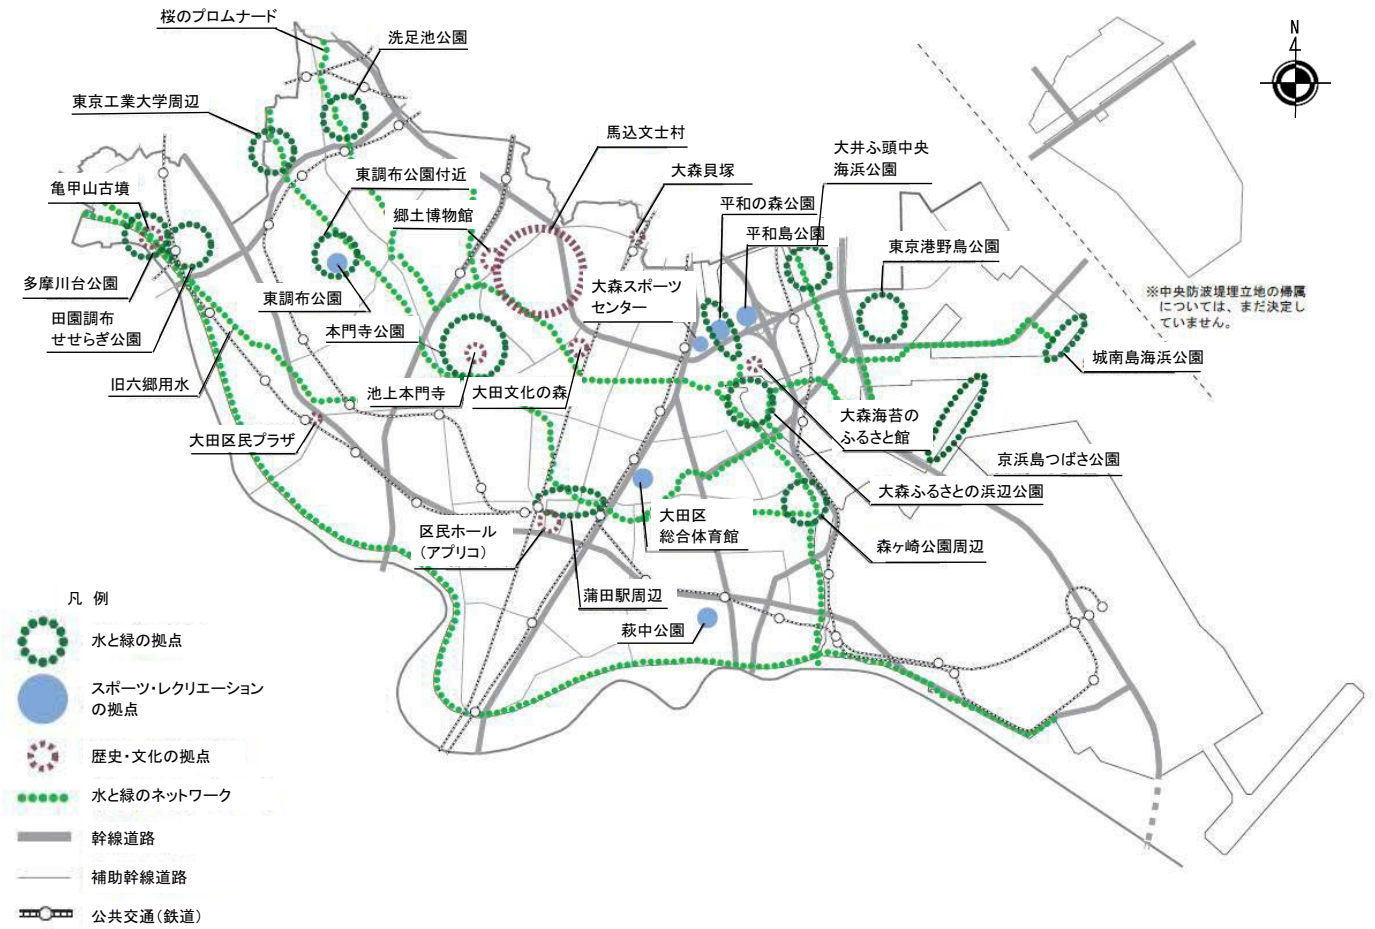 桜のプロムナード
洗足池公園
東京工業大学周辺
馬込文士村
大森貝塚
大井ふ頭中央
海浜公園
亀甲山古墳
東調布公園付近
郷土博物館
平和の森公園
平和島公園
東京港野鳥公園
多摩川台公園
東調布公園
大森スポーツ
センター
※中央防波堤埋立地の帰属
については、まだ決定し
ていません。
田園調布
せせらぎ公園
本門寺公園
城南島海浜公園
旧六郷用水
池上本門寺
大田文化の森
大森海苔の
ふるさと館
大田区民プラザ
京浜島つばさ公園
大森ふるさとの浜辺公園
区民ホール
（アプリコ）
大田区
総合体育館
森ヶ崎公園周辺
蒲田駅周辺
萩中公園
N
凡 例
水と緑の拠点
スポーツ・レクリエーション
の拠点
歴史・文化の拠点
水と緑のネットワーク
幹線道路
補助幹線道路
公共交通（鉄道）